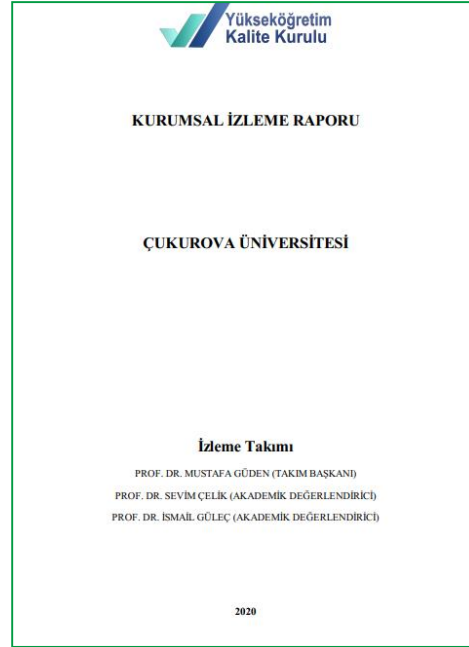 Yükseköğretim
Kalite Kurulu
KURUMSAL İZLEME RAPORU
ÇUKUROVA ÜNİVERSİTESİ
İzleme Takımı
PROF. DR. MUSTAFA GÜDEN (TAKIM BAŞKANI)
PROF. DR. SEVİM ÇELİK (AKADEMİK DEĞERLENDİRİCİ)
PROF. DR. İSMAİL GÜLEÇ (AKADEMİK DEĞERLENDİRİCİ)
2020